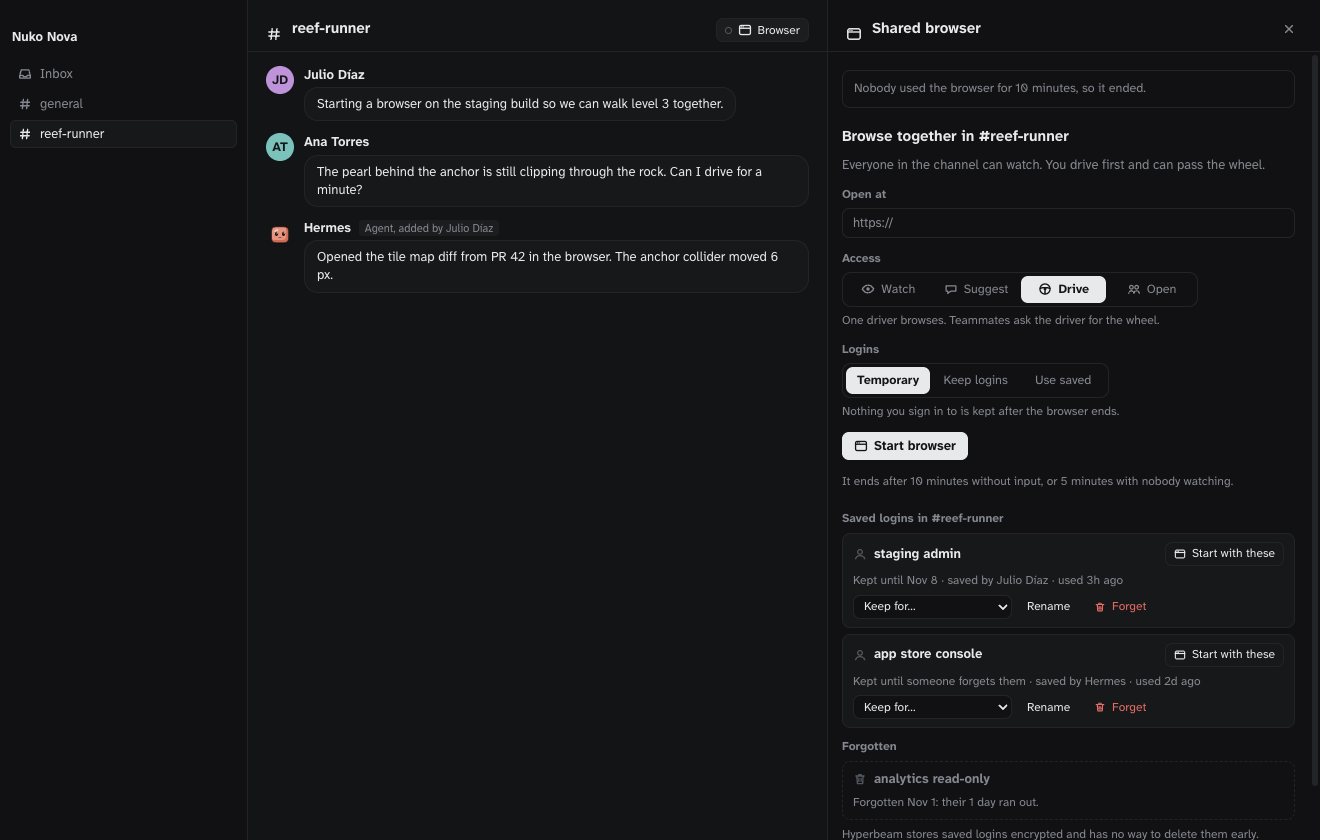 Nuko Nova
Inbox
# general
# reef-runner
# reef-runner
Browser
JD
Julio Díaz
Starting a browser on the staging build so we can walk level 3 together.
AT
Ana Torres
The pearl behind the anchor is still clipping through the rock. Can I drive for a
minute?
Hermes
Agent, added by Julio Díaz
Opened the tile map diff from PR 42 in the browser. The anchor collider moved 6
px.
Shared browser
Nobody used the browser for 10 minutes, so it ended.
Browse together in #reef-runner
Everyone in the channel can watch. You drive first and can pass the wheel.
Open at
https://
Access
Watch
Suggest
Drive
Open
One driver browses. Teammates ask the driver for the wheel.
Logins
Temporary
Keep logins
Use saved
Nothing you sign in to is kept after the browser ends.
Start browser
It ends after 10 minutes without input, or 5 minutes with nobody watching.
Saved logins in #reef-runner
staging admin
Start with these
Kept until Nov 8 · saved by Julio Díaz · used 3h ago
Keep for...
Rename
Forget
app store console
Start with these
Kept until someone forgets them · saved by Hermes · used 2d ago
Keep for...
Rename
Forget
Forgotten
analytics read-only
Forgotten Nov 1: their 1 day ran out.
Hyperbeam stores saved logins encrypted and has no way to delete them early.